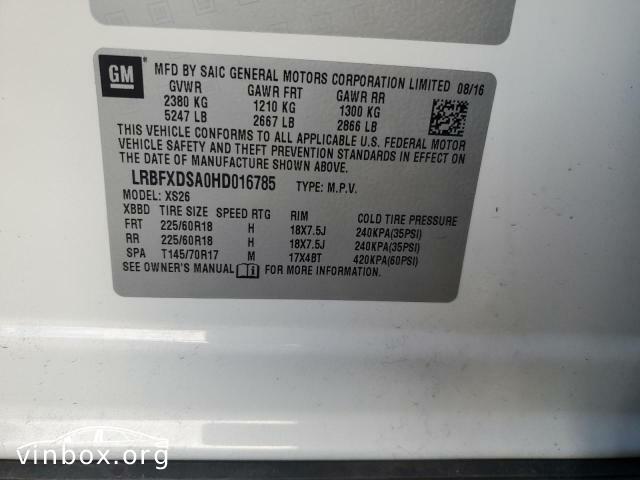 GM
MFD BY SAIC GENERAL MOTORS CORPORATION LIMITED 08/16
GVWR GAWR FRT GAWR RR
2380 KG 1210 KG 1300 KG
5247 LB 2667 LB 2866 LB
THIS VEHICLE CONFORMS TO ALL APPLICABLE U.S. FEDERAL MOTOR
VEHICLE SAFETY AND THEFT PREVENTION STANDARDS IN EFFECT ON
THE DATE OF MANUFACTURE SHOWN ABOVE.
LRBFXDSA0HD016785 TYPE: M.P.V.
MODEL: XS26
XBBD TIRE SIZE SPEED RTG RIM COLD TIRE PRESSURE
FRT 225/60R18 H 18X7.5J 240KPA(35PSI)
RR 225/60R18 H 18X7.5J 240KPA(35PSI)
SPA T145/70R17 M 17X4BT 420KPA(60PSI)
SEE OWNER'S MANUAL FOR MORE INFORMATION.
vinbox.org